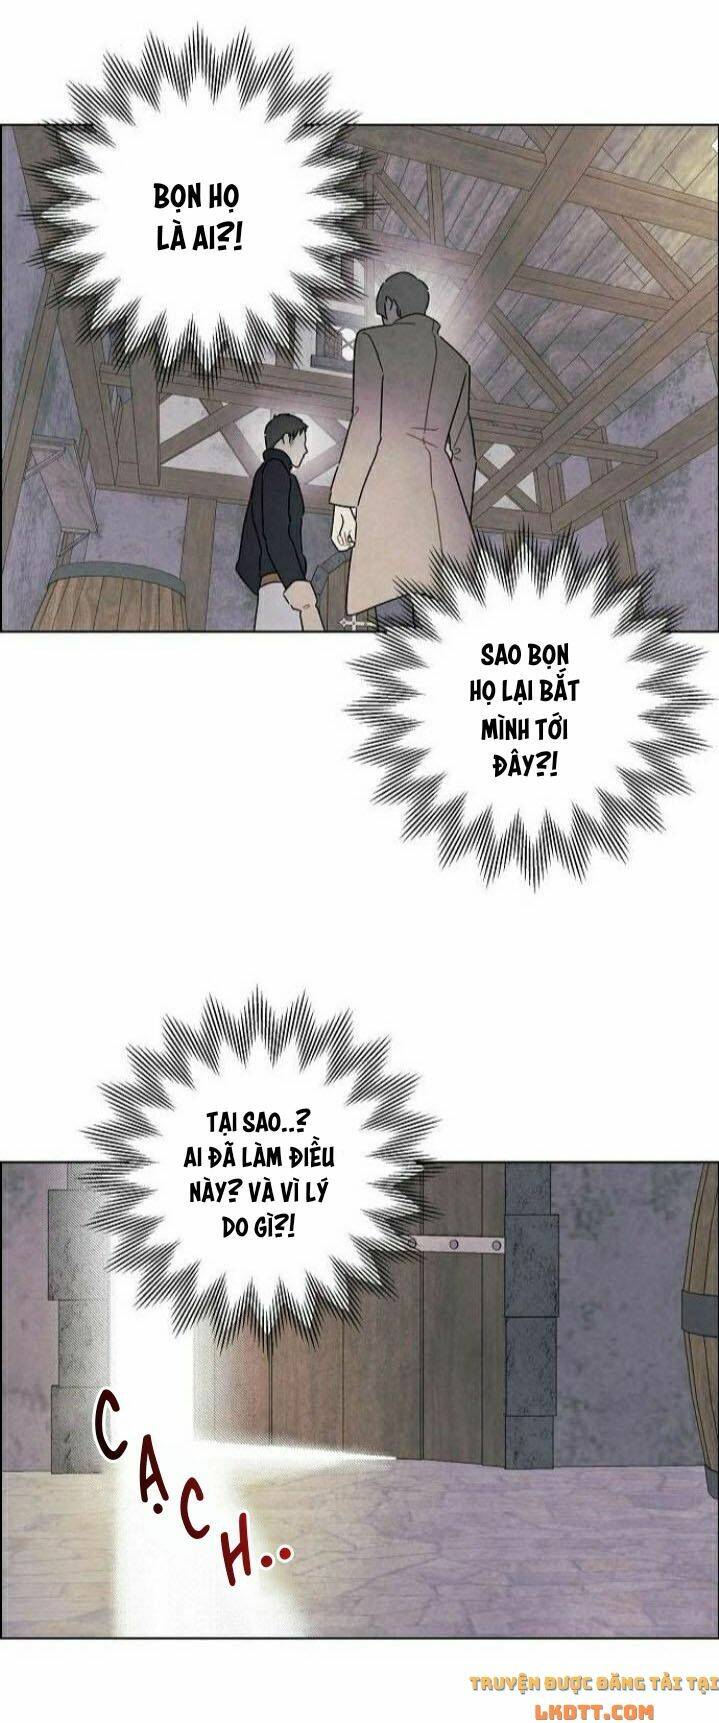 BỌN HỌ
LÀ AI?!
SAO BỌN
HỌ LẠI BẮT
MÌNH TỚI
ĐÂY?!
TẠI SAO..?
AI ĐÃ LÀM ĐIỀU
NÀY? VÀ VÌ LÝ
DO GÌ?!
CẠCH..
TRUYỆN ĐƯỢC ĐĂNG TẢI TẠI
LKDTT.COM